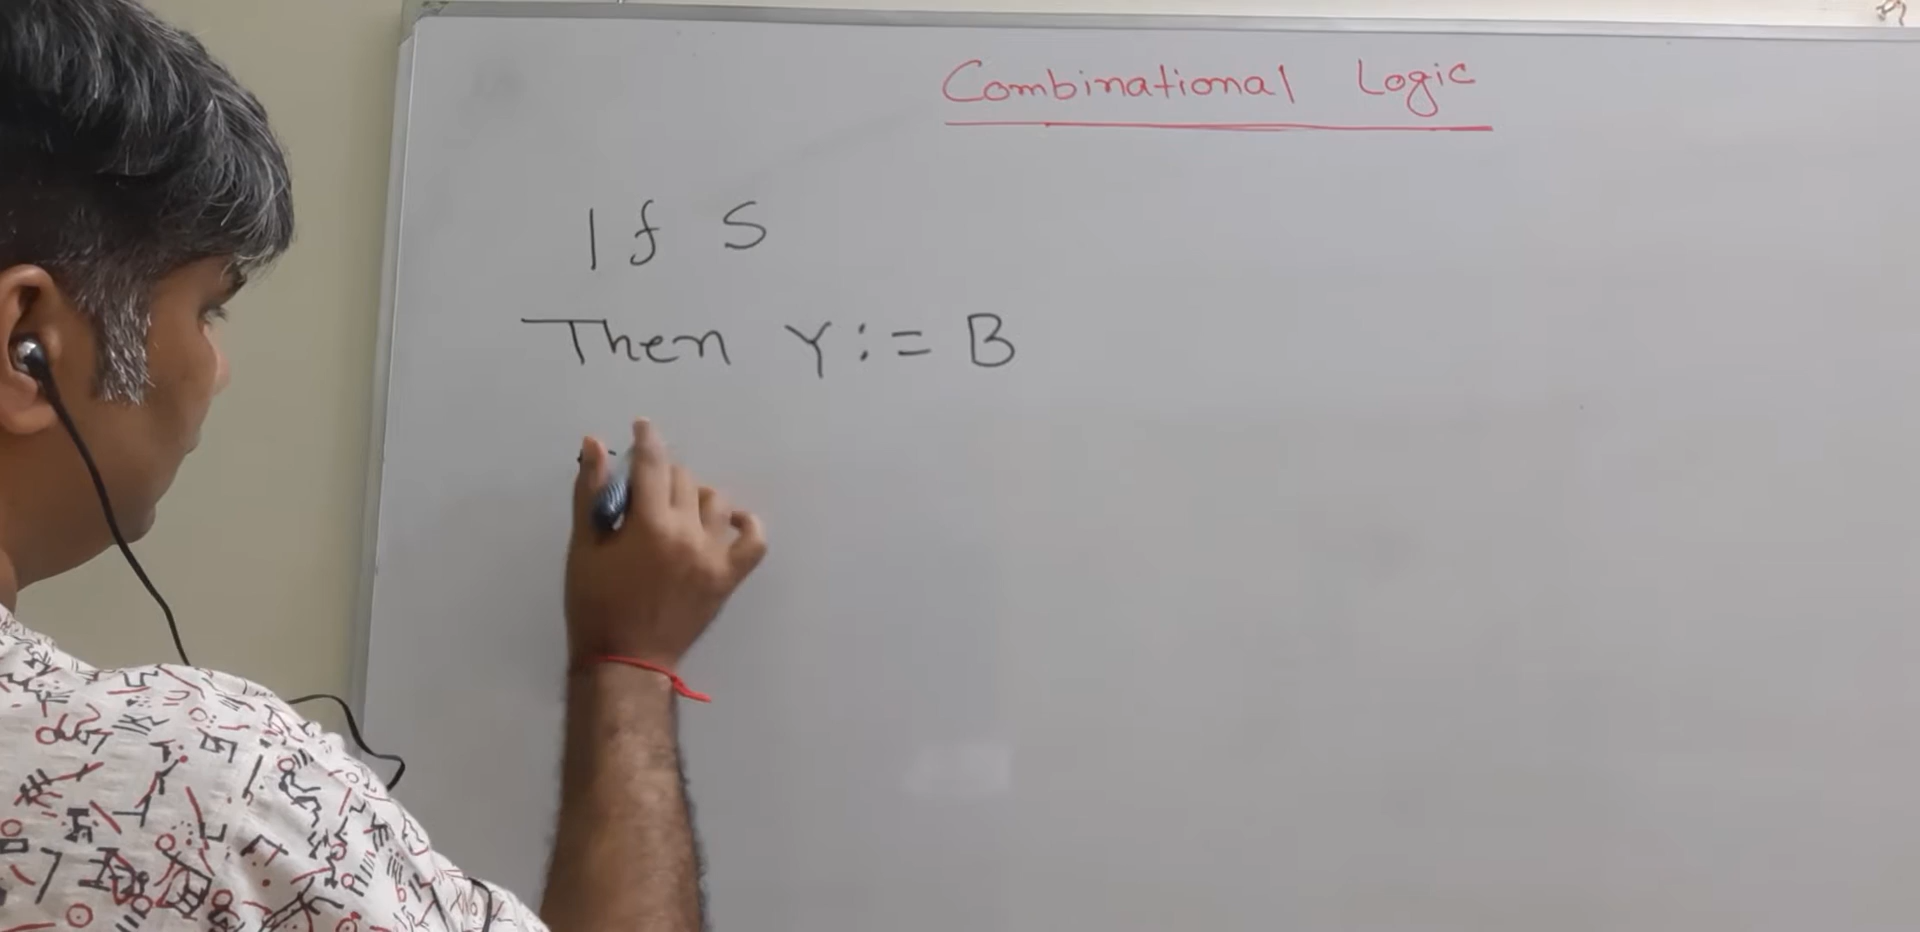 Combinational Logic
If S
Then Y := B